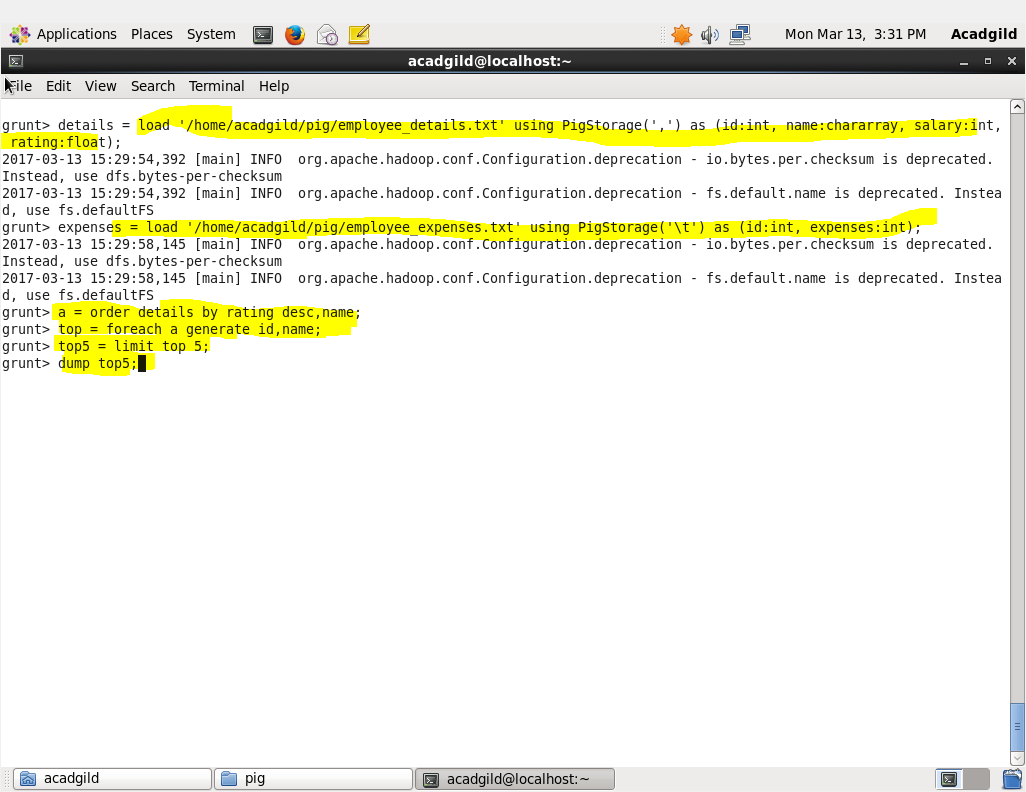 Applications Places System Mon Mar 13, 3:31 PM Acadgild
acadgild@localhost:~
File Edit View Search Terminal Help
grunt> details = load '/home/acadgild/pig/employee_details.txt' using PigStorage(',') as (id:int, name:chararray, salary:int,
 rating:float);
2017-03-13 15:29:54,392 [main] INFO  org.apache.hadoop.conf.Configuration.deprecation - io.bytes.per.checksum is deprecated.
Instead, use dfs.bytes-per-checksum
2017-03-13 15:29:54,392 [main] INFO  org.apache.hadoop.conf.Configuration.deprecation - fs.default.name is deprecated. Instea
d, use fs.defaultFS
grunt> expenses = load '/home/acadgild/pig/employee_expenses.txt' using PigStorage('\t') as (id:int, expenses:int);
2017-03-13 15:29:58,145 [main] INFO  org.apache.hadoop.conf.Configuration.deprecation - io.bytes.per.checksum is deprecated.
Instead, use dfs.bytes-per-checksum
2017-03-13 15:29:58,145 [main] INFO  org.apache.hadoop.conf.Configuration.deprecation - fs.default.name is deprecated. Instea
d, use fs.defaultFS
grunt> a = order details by rating desc,name;
grunt> top = foreach a generate id,name;
grunt> top5 = limit top 5;
grunt> dump top5;
acadgild pig acadgild@localhost:~